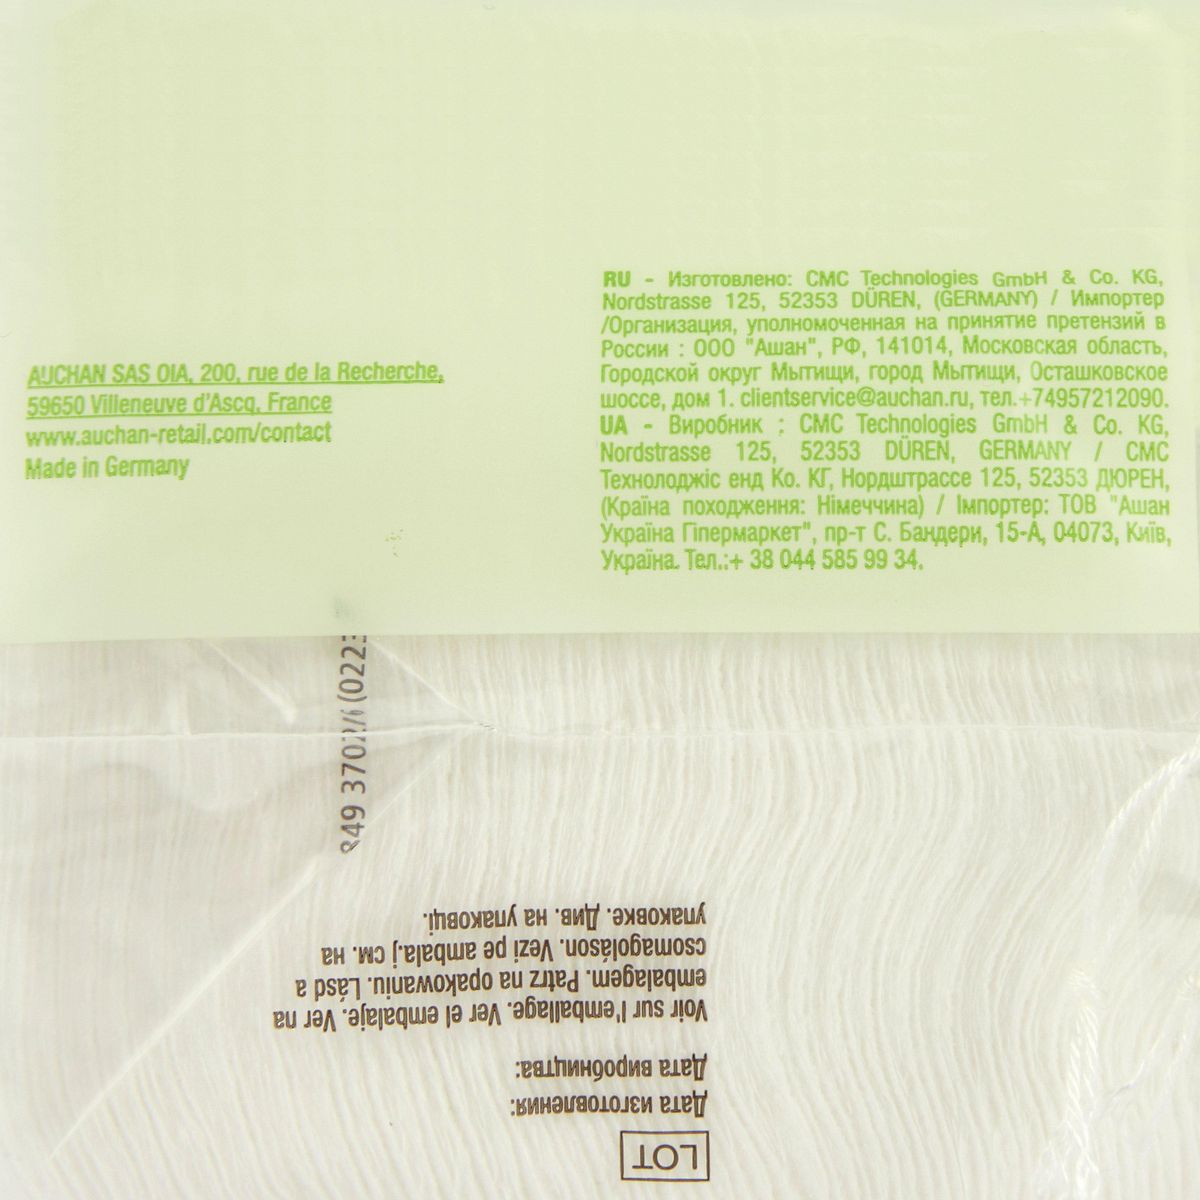 AUCHAN SAS OIA, 200, rue de la Recherche,
59650 Villeneuve d'Ascq, France
www.auchan-retail.com/contact
Made in Germany
RU - Изготовлено: CMC Technologies GmbH & Co. KG,
Nordstrasse 125, 52353 DÜREN, (GERMANY) / Импортер
/Организация, уполномоченная на принятие претензий в
России : ООО "Ашан", РФ, 141014, Московская область,
Городской округ Мытищи, город Мытищи, Осташковское
шоссе, дом 1. clientservice@auchan.ru, тел.+74957212090.
UA - Виробник : CMC Technologies GmbH & Co. KG,
Nordstrasse 125, 52353 DÜREN, GERMANY / СМС
Технолоджіс енд Ко. КГ, Нордштрассе 125, 52353 ДЮРЕН,
(Країна походження: Німеччина) / Імпортер: ТОВ "Ашан
Україна Гіпермаркет", пр-т С. Бандери, 15-А, 04073, Київ,
Україна. Тел.:+ 38 044 585 99 34.
849 3702/6 (0223
LOT
Дата изготовления:
Дата виробництва:
Voir sur l'emballage. Ver el embalaje. Ver na
embalagem. Patrz na opakowaniu. Lásd a
csomagoláson. Vezi pe ambalaj. см. на
упаковке. Див. на упаковці.